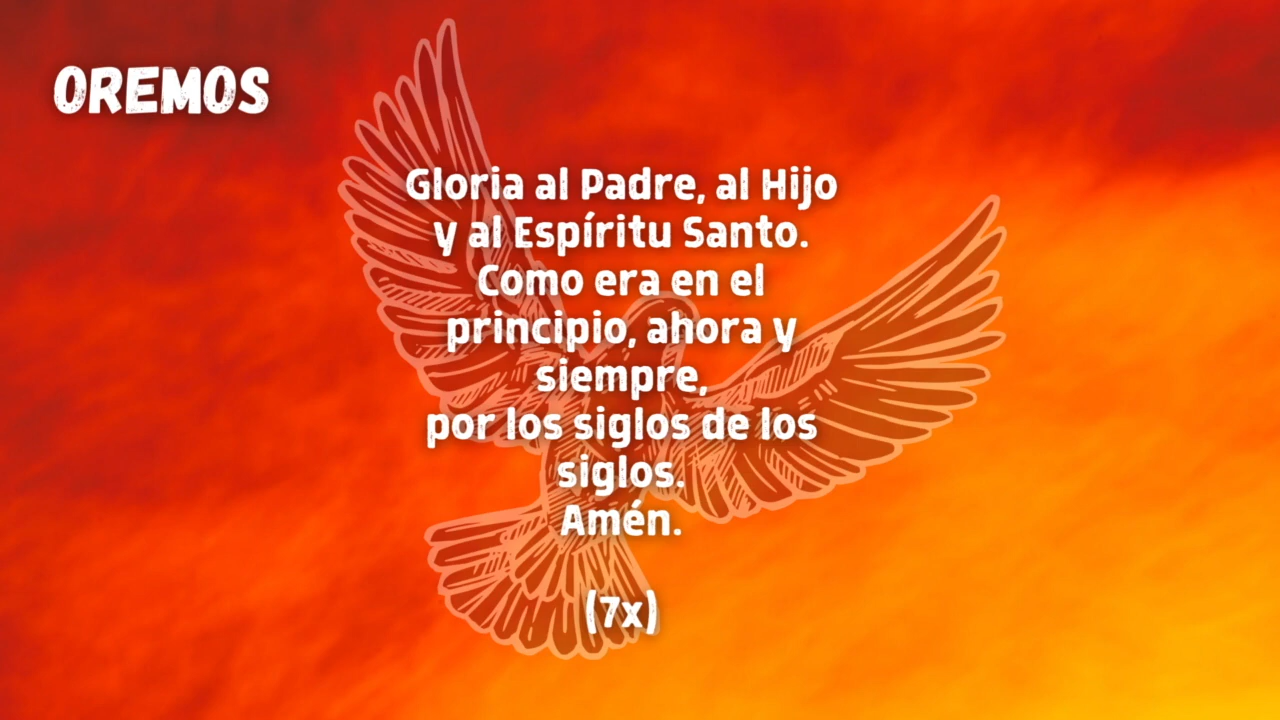 OREMOS
Gloria al Padre, al Hijo
y al Espíritu Santo.
Como era en el
principio, ahora y
siempre,
por los siglos de los
siglos.
Amén.
(7x)